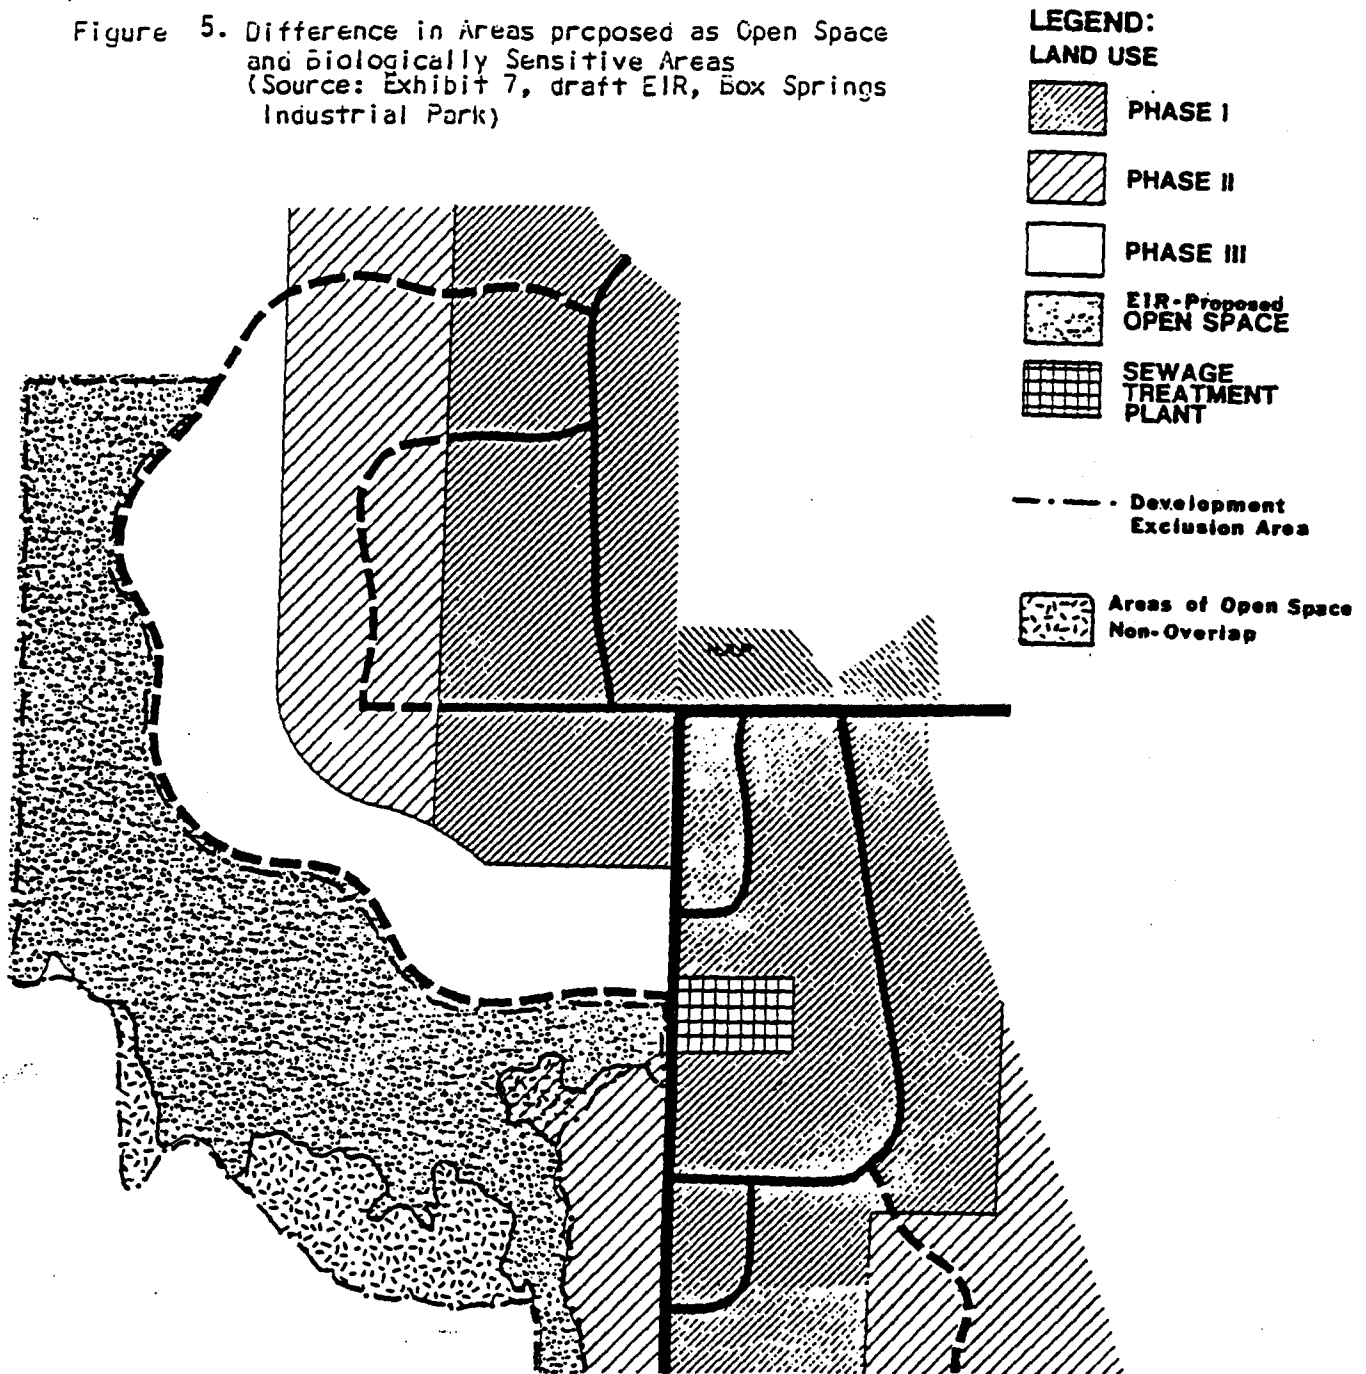 Figure 5. Difference in Areas proposed as Open Space
and Biologically Sensitive Areas
(Source: Exhibit 7, draft EIR, Box Springs
Industrial Park)
LEGEND:
LAND USE
PHASE I
PHASE II
PHASE III
EIR-Proposed
OPEN SPACE
SEWAGE
TREATMENT
PLANT
Development
Exclusion Area
Areas of Open Space
Non-Overlap